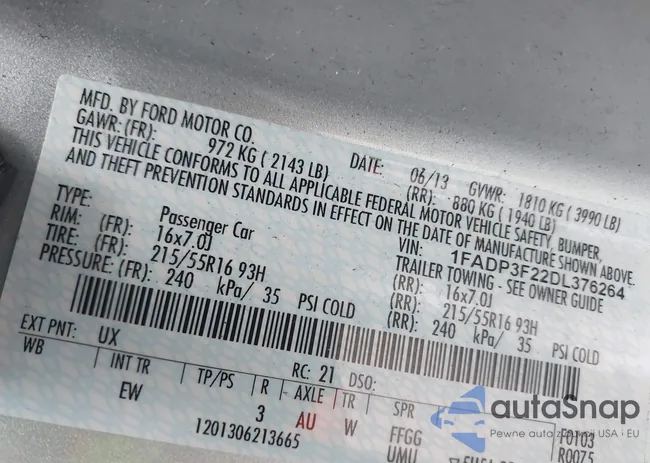 MFD. BY FORD MOTOR CO.
DATE: 06/13 GVWR: 1810 KG (3990 LB)
GAWR: (FR): 972 KG (2143 LB) (RR): 880 KG (1940 LB)
THIS VEHICLE CONFORMS TO ALL APPLICABLE FEDERAL MOTOR VEHICLE SAFETY, BUMPER,
AND THEFT PREVENTION STANDARDS IN EFFECT ON THE DATE OF MANUFACTURE SHOWN ABOVE.
VIN: 1FADP3F22DL376264
TYPE: Passenger Car TRAILER TOWING - SEE OWNER GUIDE
RIM: (FR): 16x7.0J (RR): 16x7.0J
TIRE: (FR): 215/55R16 93H (RR): 215/55R16 93H
PRESSURE: (FR): 240 kPa/ 35 PSI COLD (RR): 240 kPa/ 35 PSI COLD
EXT PNT: UX RC: 21 DSO:
WB INT TR TP/PS R AXLE TR SPR
EW 3 AU W FFGG F0103
1201306213665 UMU R0075
autaSnap
Pewne auta z aukcji USA i EU